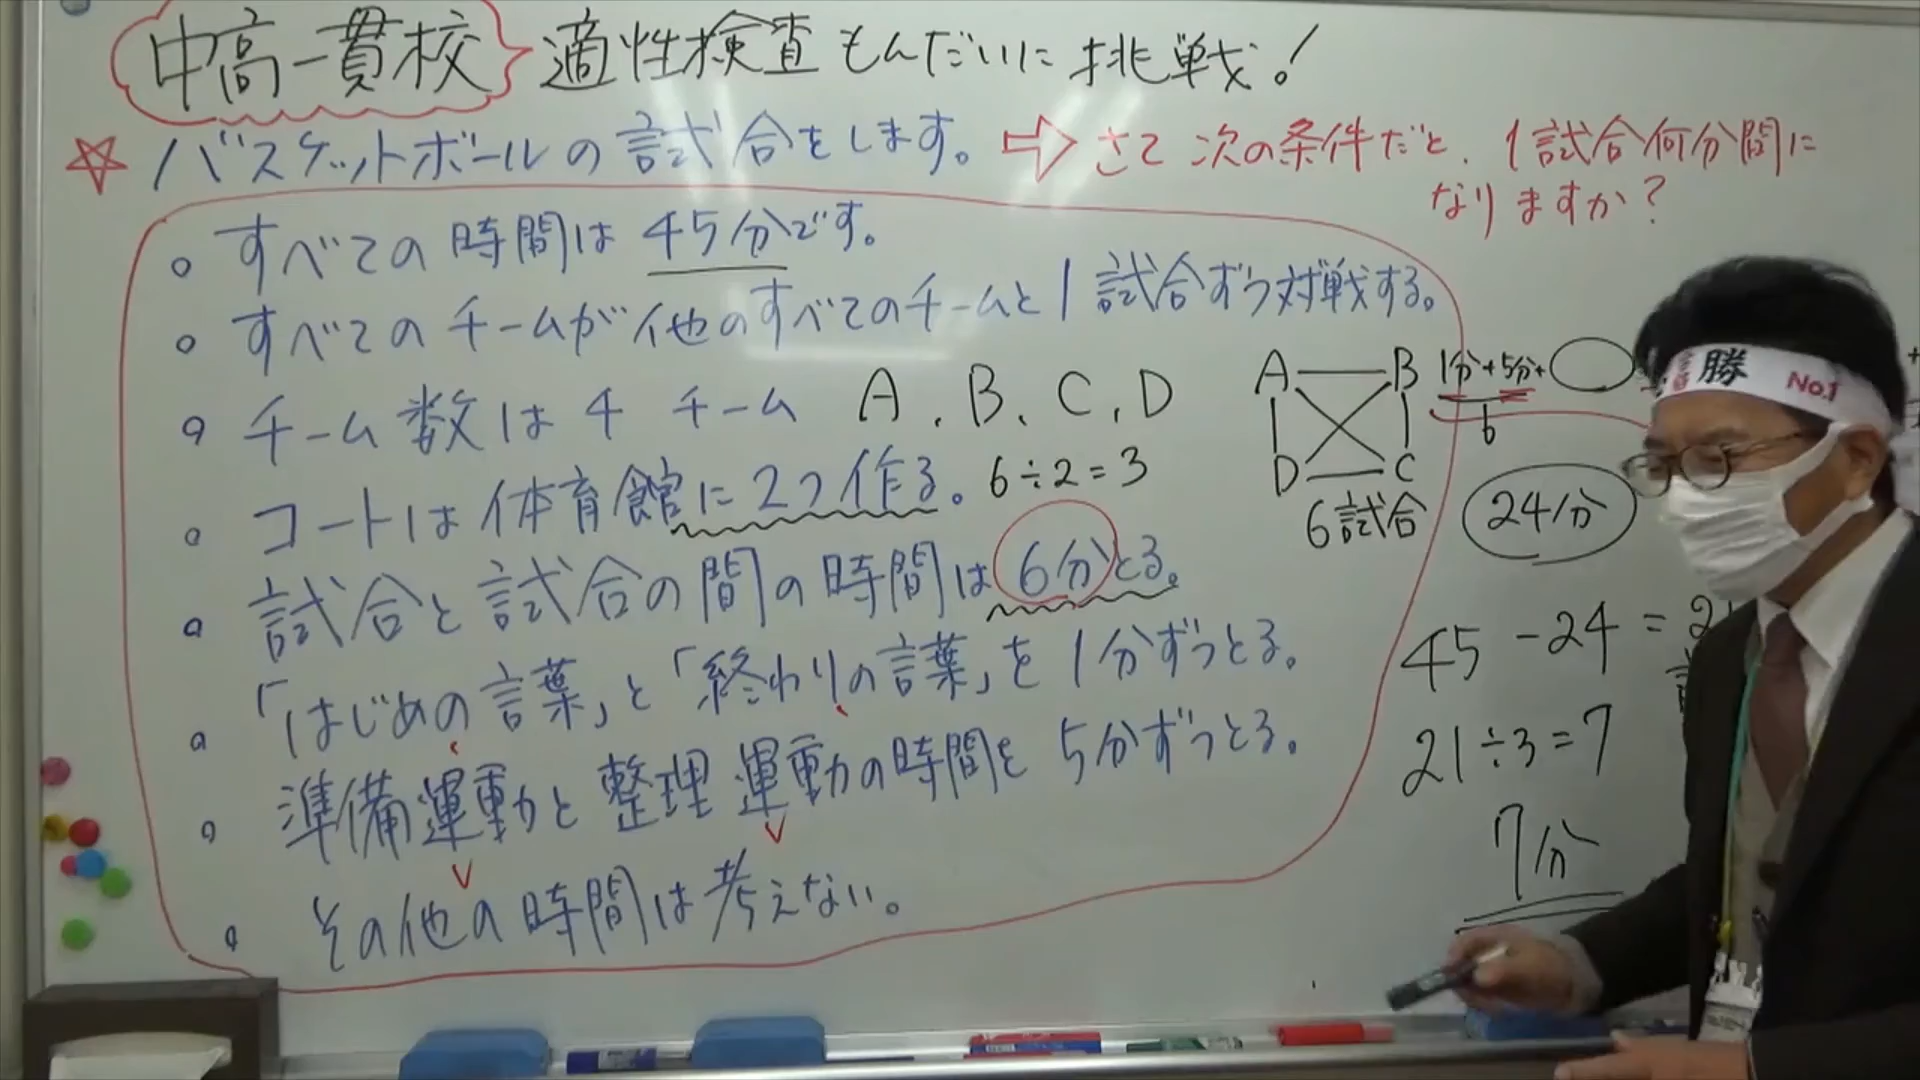 中高一貫校 適性検査もんだいに挑戦!
☆バスケットボールの試合をします。⇨さて次の条件だと、1試合何分間に
なりますか?
。すべての時間は45分です。
。すべてのチームが他のすべてのチームと1試合ずつ対戦する。
。チーム数は4チーム A、B、C、D
。コートは体育館に2つ作る。6÷2=3
。試合と試合の間の時間は6分とる。
。「はじめの言葉」と「終わりの言葉」を1分ずつとる。
。準備運動と整理運動の時間を5分ずつとる。
。その他の時間は考えない。
A B
D C
6試合
1分+5分+
6
24分
45-24=2
21÷3=7
7分
勝 No.1